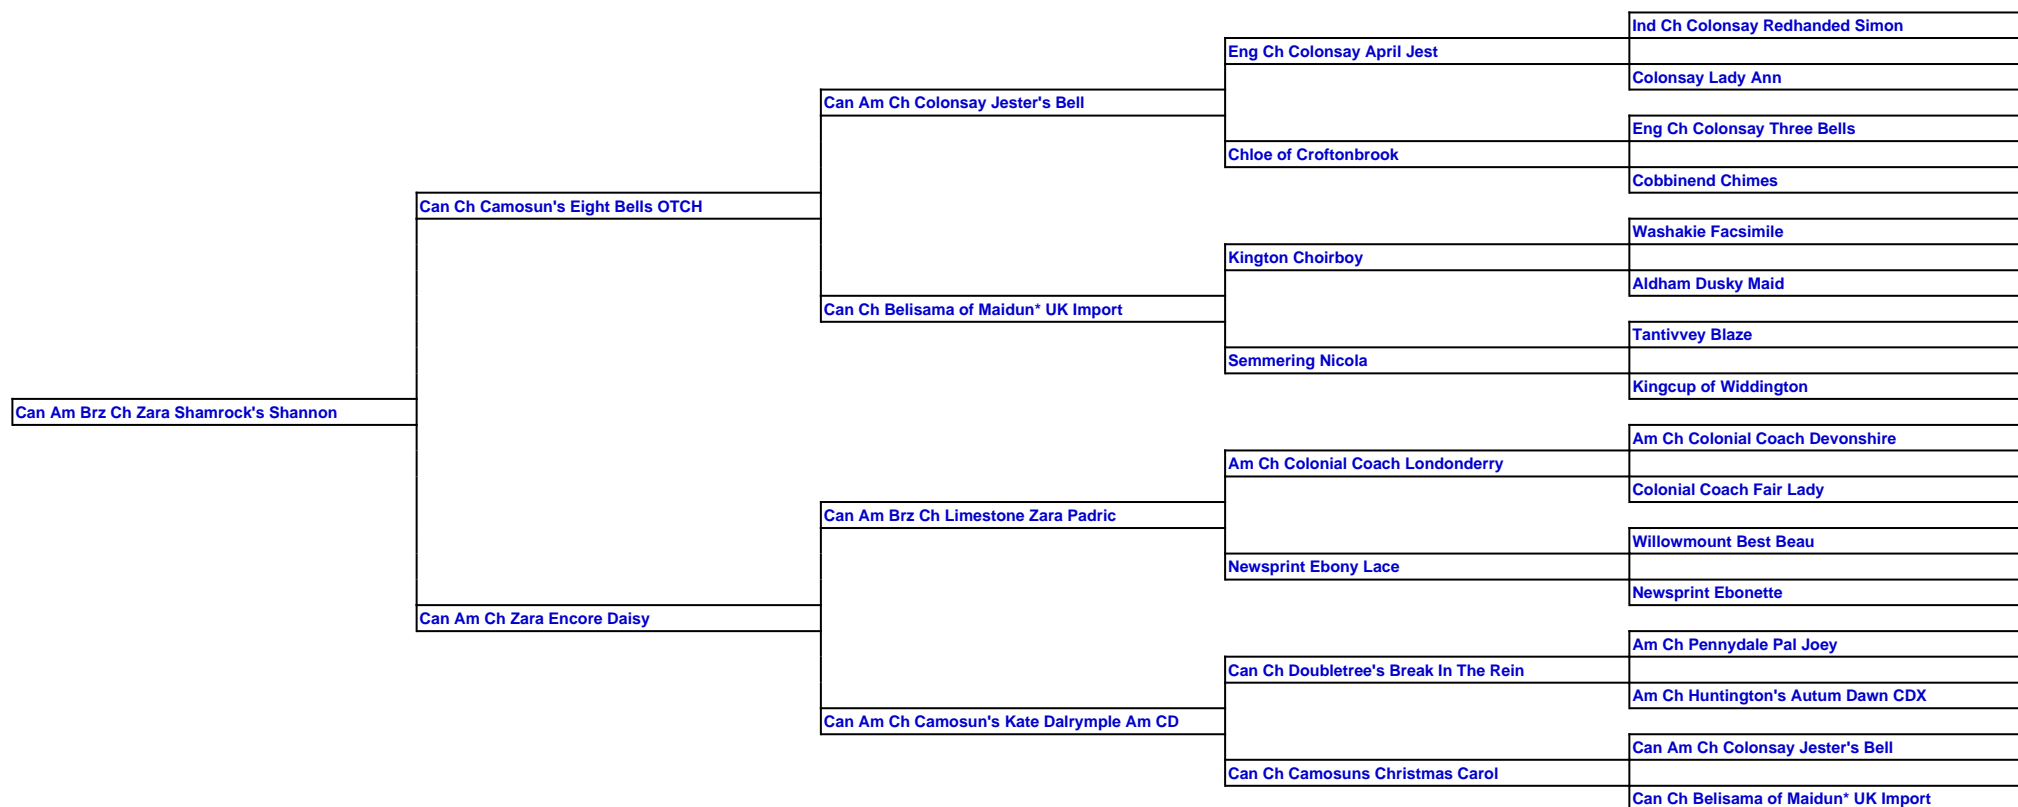 Ind Ch Colonsay Redhanded Simon
Eng Ch Colonsay April Jest
Colonsay Lady Ann
Can Am Ch Colonsay Jester's Bell
Eng Ch Colonsay Three Bells
Chloe of Croftonbrook
Cobbinend Chimes
Can Ch Camosun's Eight Bells OTCH
Washakie Facsimile
Kington Choirboy
Aldham Dusky Maid
Can Ch Belisama of Maidun* UK Import
Tantivvey Blaze
Semmering Nicola
Kingcup of Widdington
Can Am Brz Ch Zara Shamrock's Shannon
Am Ch Colonial Coach Devonshire
Am Ch Colonial Coach Londonderry
Colonial Coach Fair Lady
Can Am Brz Ch Limestone Zara Padric
Willowmount Best Beau
Newsprint Ebony Lace
Newsprint Ebonette
Can Am Ch Zara Encore Daisy
Am Ch Pennydale Pal Joey
Can Ch Doubletree's Break In The Rein
Am Ch Huntington's Autum Dawn CDX
Can Am Ch Camosun's Kate Dalrymple Am CD
Can Am Ch Colonsay Jester's Bell
Can Ch Camosuns Christmas Carol
Can Ch Belisama of Maidun* UK Import